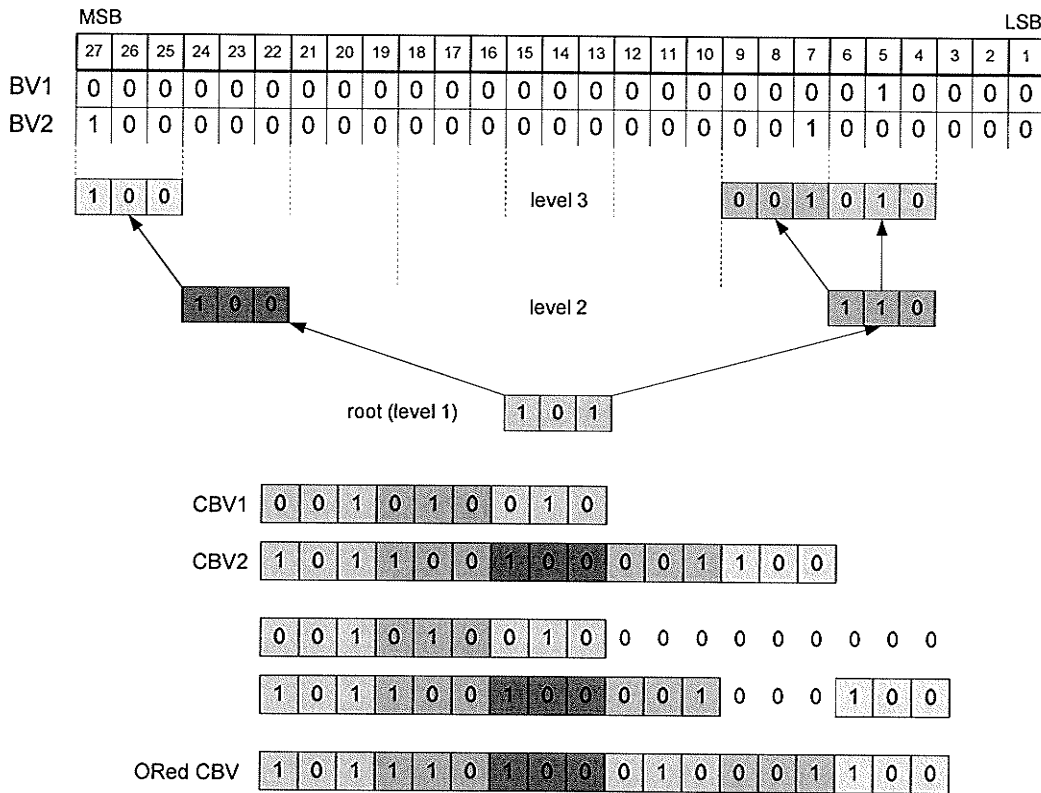 MSB LSB
27 26 25 24 23 22 21 20 19 18 17 16 15 14 13 12 11 10 9 8 7 6 5 4 3 2 1
BV1 0 0 0 0 0 0 0 0 0 0 0 0 0 0 0 0 0 0 0 0 0 0 1 0 0 0 0
BV2 1 0 0 0 0 0 0 0 0 0 0 0 0 0 0 0 0 0 0 0 1 0 0 0 0 0 0
1 0 0 level 3 0 0 1 0 1 0
1 0 0 level 2 1 1 0
root (level 1) 1 0 1
CBV1 0 0 1 0 1 0 0 1 0
CBV2 1 0 1 1 0 0 1 0 0 0 0 1 1 0 0
0 0 1 0 1 0 0 1 0 0 0 0 0 0 0 0 0 0
1 0 1 1 0 0 1 0 0 0 0 1 0 0 0 1 0 0
ORed CBV 1 0 1 1 1 0 1 0 0 0 1 0 0 0 1 1 0 0